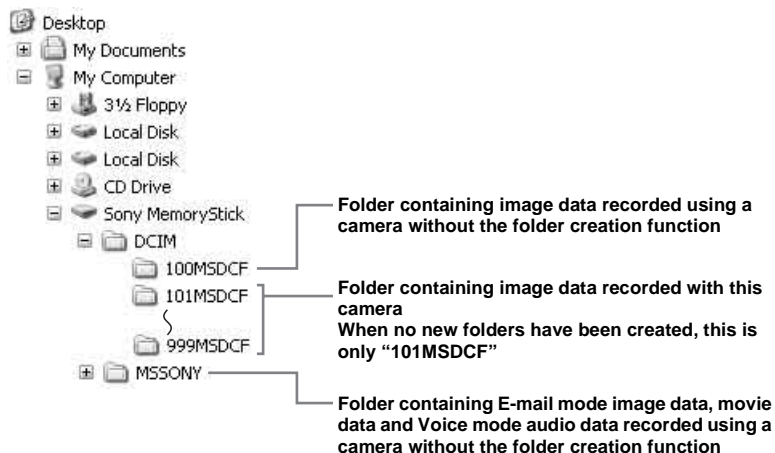 Desktop
My Documents
My Computer
3½ Floppy
Local Disk
Local Disk
CD Drive
Sony MemoryStick
DCIM
100MSDCF
101MSDCF
999MSDCF
MSSONY
Folder containing image data recorded using a
camera without the folder creation function
Folder containing image data recorded with this
camera
When no new folders have been created, this is
only “101MSDCF”
Folder containing E-mail mode image data, movie
data and Voice mode audio data recorded using a
camera without the folder creation function